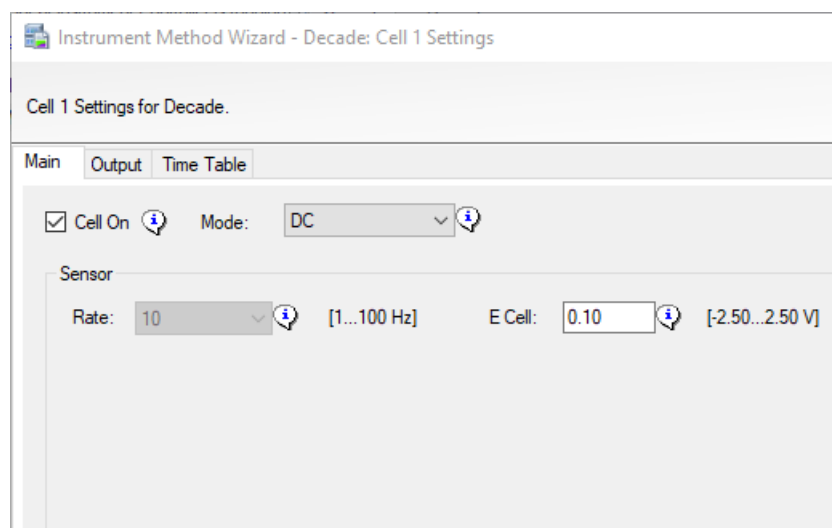 Instrument Method Wizard - Decade: Cell 1 Settings
Cell 1 Settings for Decade.
Main Output Time Table
Cell On Mode: DC
Sensor
Rate: 10 [1...100 Hz] E Cell: 0.10 [-2.50...2.50 V]